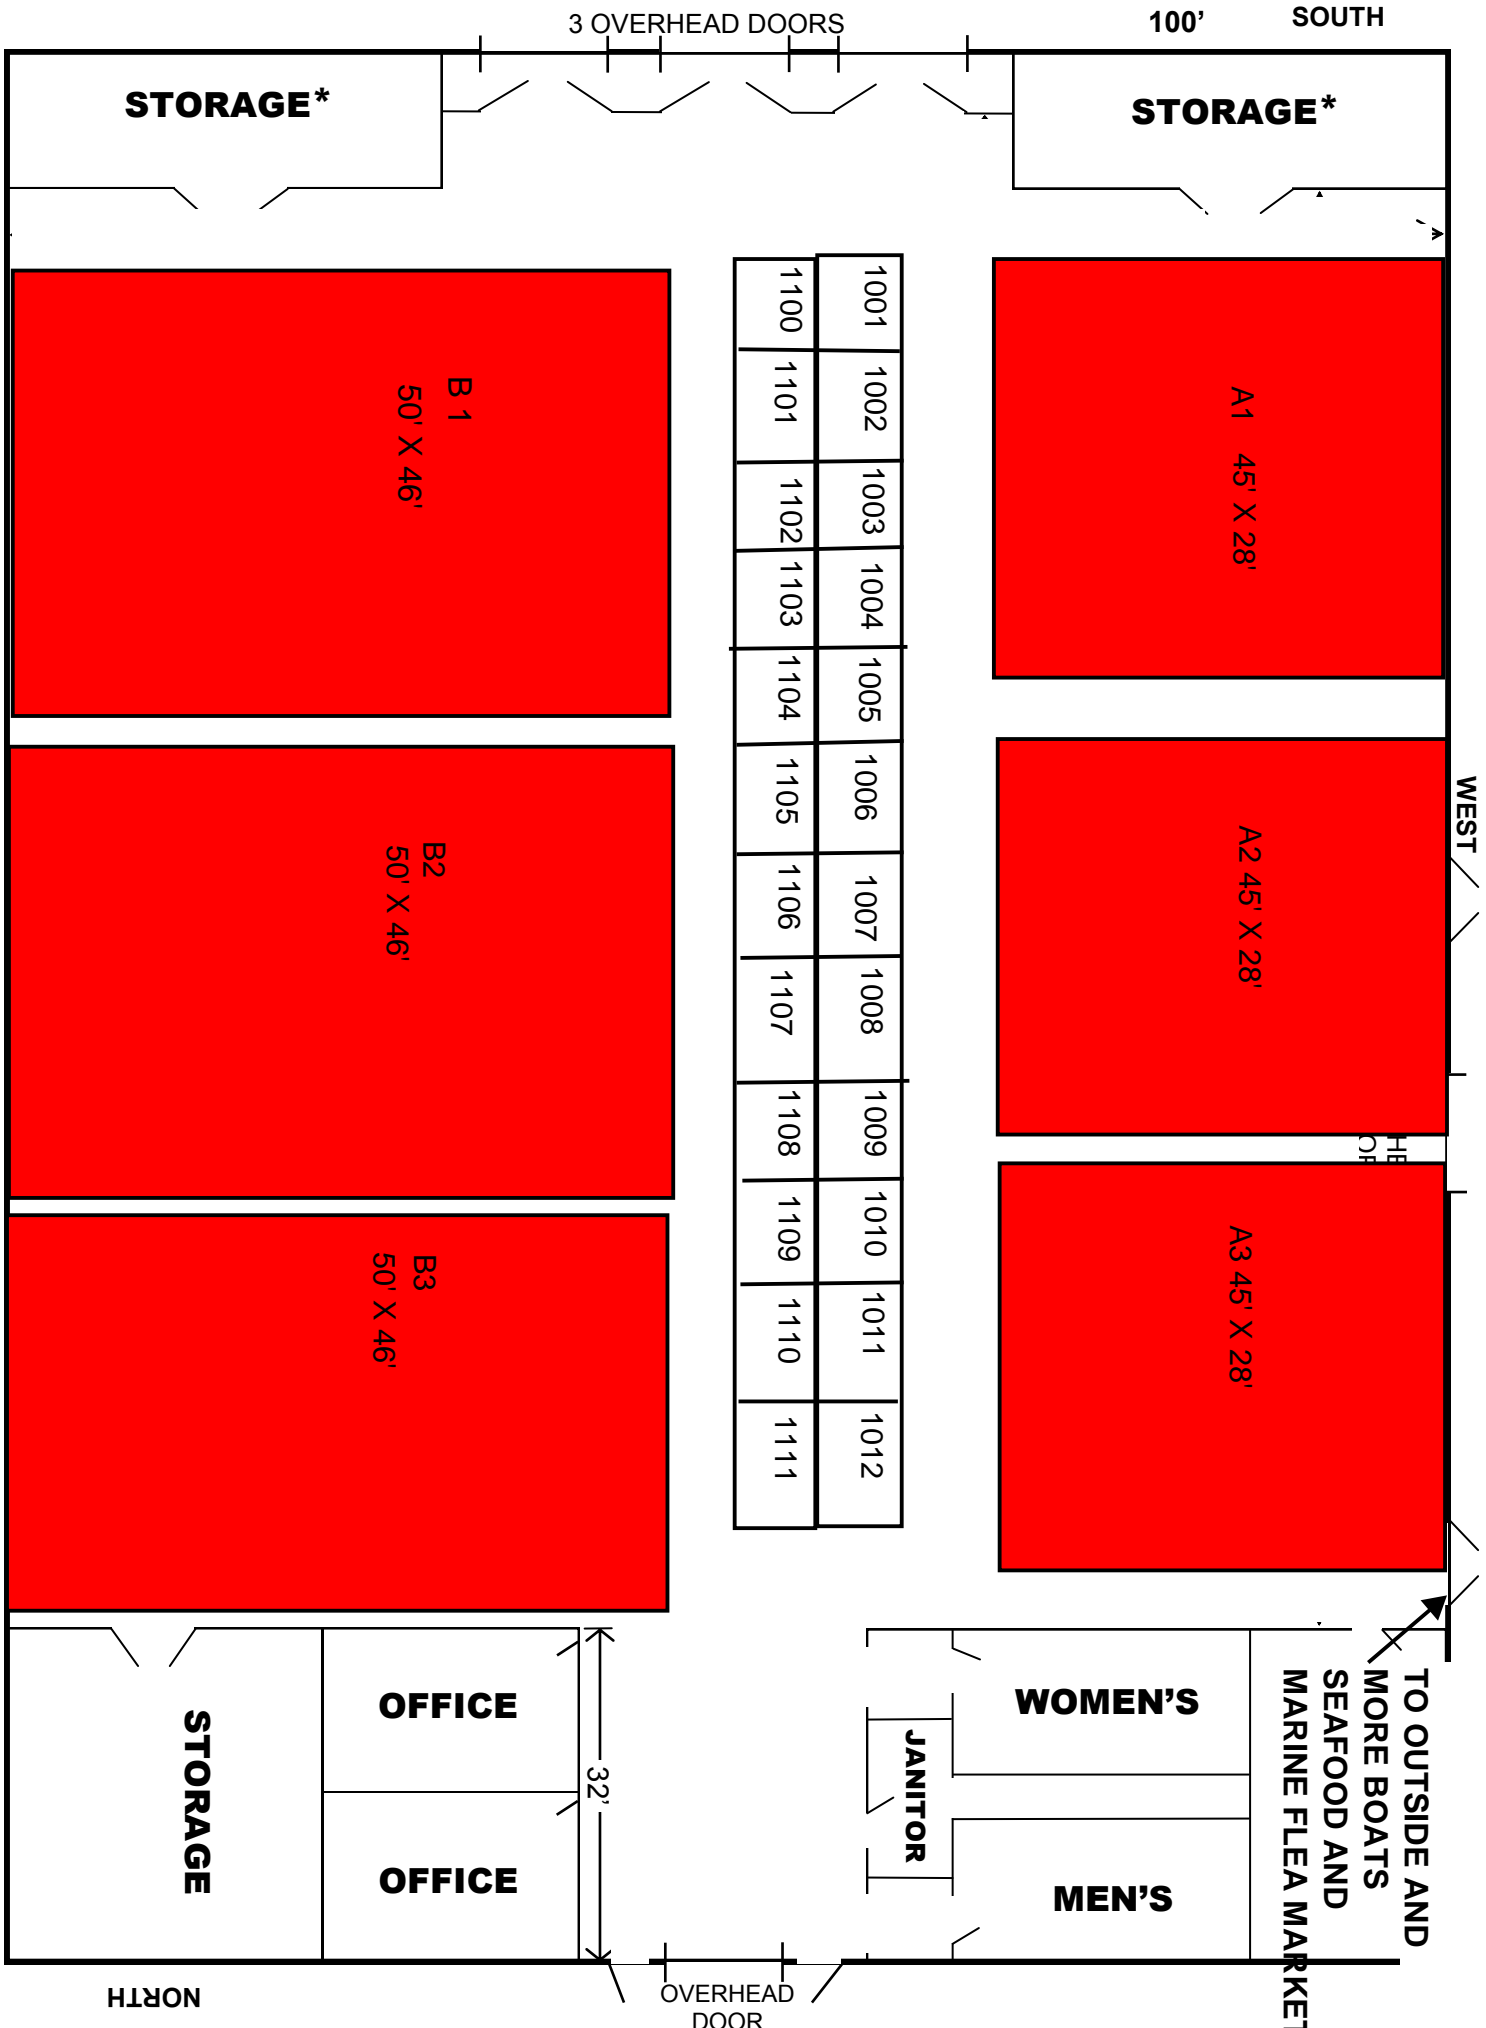 3 OVERHEAD DOORS
100'
SOUTH
STORAGE*
STORAGE*
1100
1001
1101
1002
1102
1003
1103
1004
1104
1005
1105
1006
1106
1007
1107
1008
1108
1009
1109
1010
1110
1011
1111
1012
B 1
50' X 46'
A1 45' X 28'
WEST
B2
50' X 46'
A2 45' X 28'
B3
50' X 46'
A3 45' X 28'
OFFICE
OFFICE
STORAGE
32'
WOMEN'S
JANITOR
MEN'S
TO OUTSIDE AND
MORE BOATS
SEAFOOD AND
MARINE FLEA MARKET
NORTH
OVERHEAD
DOOR